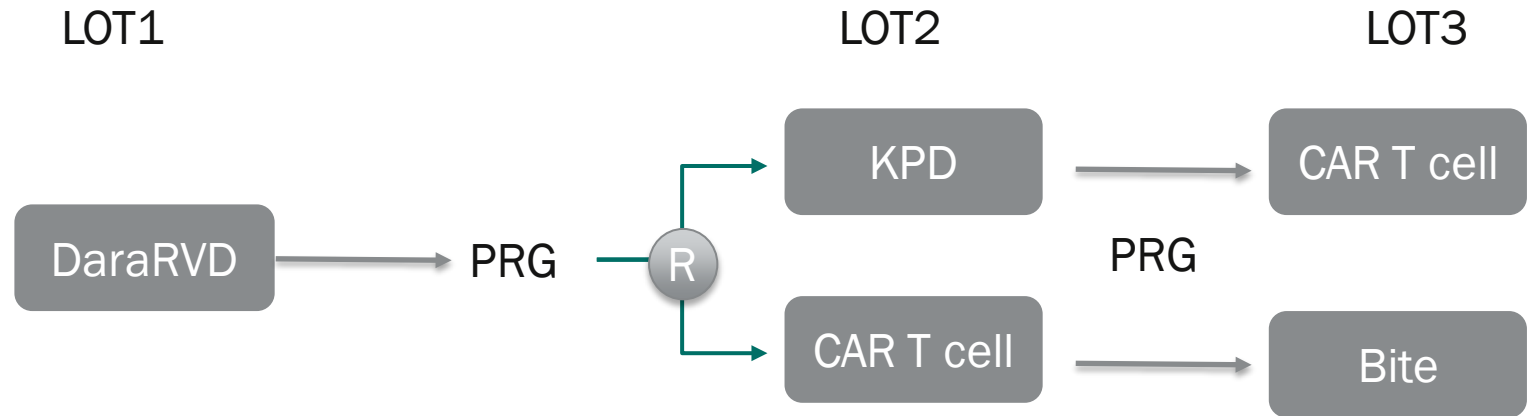 LOT1
LOT2
LOT3
KPD
CAR T cell
DaraRVD
PRG
R
PRG
CAR T cell
Bite